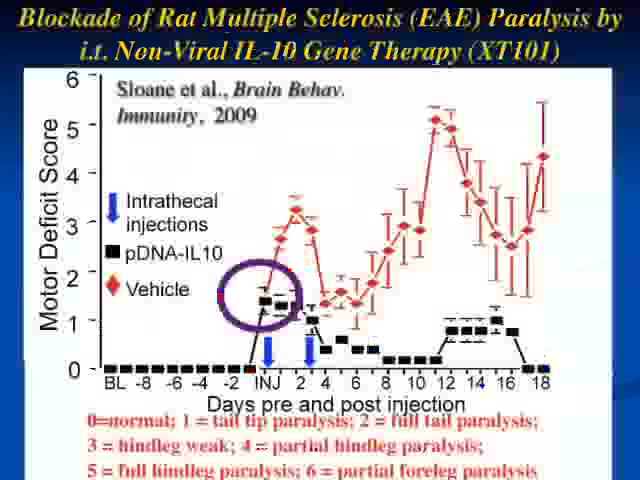 Blockade of Rat Multiple Sclerosis (EAE) Paralysis by
i.t. Non-Viral IL-10 Gene Therapy (XT101)
Sloane et al., Brain Behav.
Immunity, 2009
Motor Deficit Score
6
5
4
3
2
1
0
Intrathecal
injections
pDNA-IL10
Vehicle
BL -8 -6 -4 -2 INJ 2 4 6 8 10 12 14 16 18
Days pre and post injection
0=normal; 1 = tail tip paralysis; 2 = full tail paralysis;
3 = hindleg weak; 4 = partial hindleg paralysis;
5 = full hindleg paralysis; 6 = partial foreleg paralysis